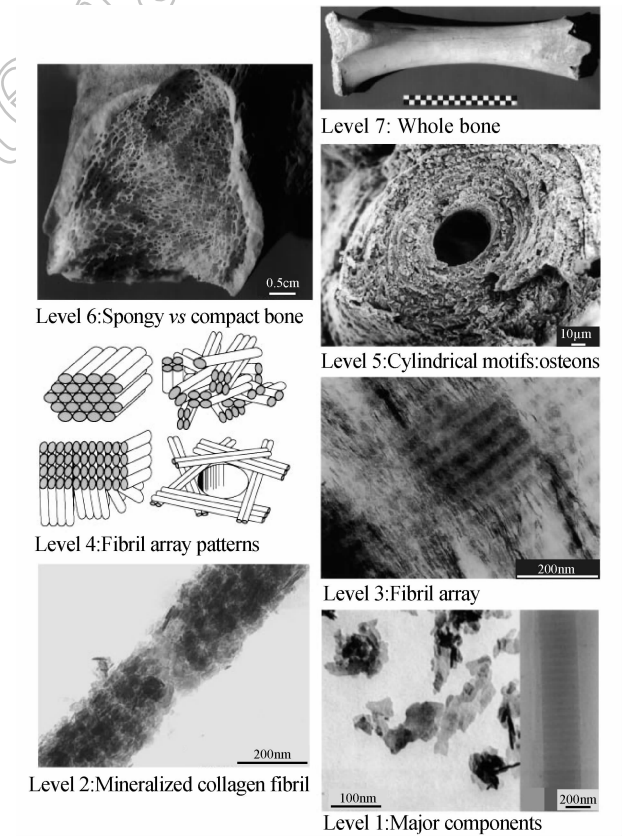 Level 7: Whole bone
0.5cm
Level 6:Spongy vs compact bone
10µm
Level 5:Cylindrical motifs:osteons
Level 4:Fibril array patterns
200nm
Level 3:Fibril array
200nm
Level 2:Mineralized collagen fibril
100nm
200nm
Level 1:Major components